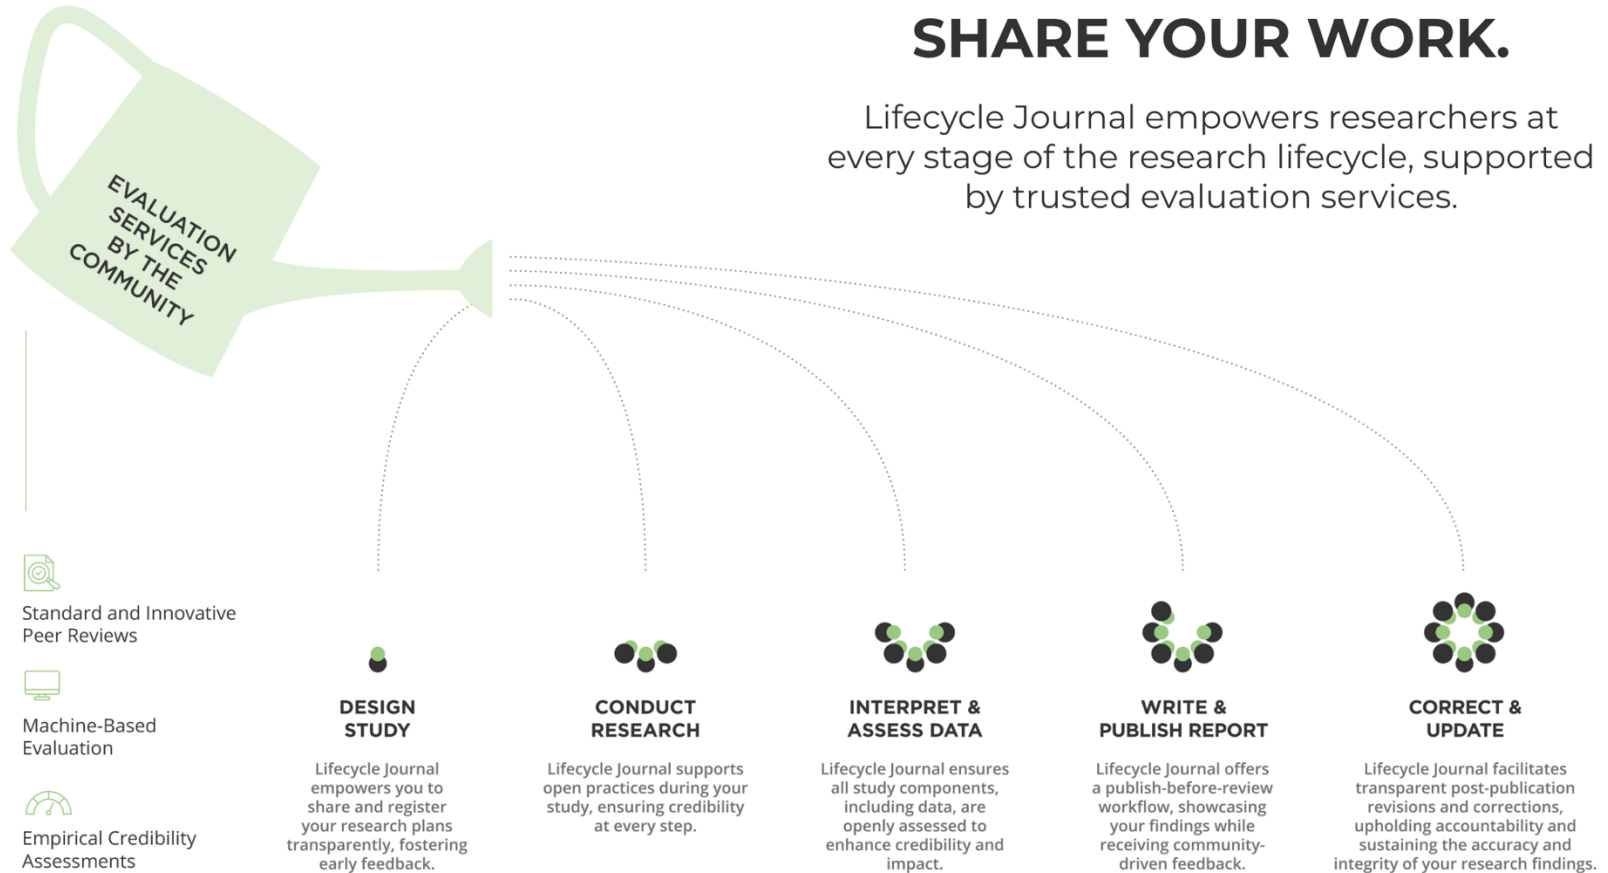 SHARE YOUR WORK.
Lifecycle Journal empowers researchers at
every stage of the research lifecycle, supported
by trusted evaluation services.
EVALUATION
SERVICES
BY THE
COMMUNITY
Standard and Innovative
Peer Reviews
Machine-Based
Evaluation
Empirical Credibility
Assessments
DESIGN
STUDY
Lifecycle Journal
empowers you to
share and register
your research plans
transparently, fostering
early feedback.
CONDUCT
RESEARCH
Lifecycle Journal supports
open practices during your
study, ensuring credibility
at every step.
INTERPRET &
ASSESS DATA
Lifecycle Journal ensures
all study components,
including data, are
openly assessed to
enhance credibility and
impact.
WRITE &
PUBLISH REPORT
Lifecycle Journal offers
a publish-before-review
workflow, showcasing
your findings while
receiving community-
driven feedback.
CORRECT &
UPDATE
Lifecycle Journal facilitates
transparent post-publication
revisions and corrections,
upholding accountability and
sustaining the accuracy and
integrity of your research findings.